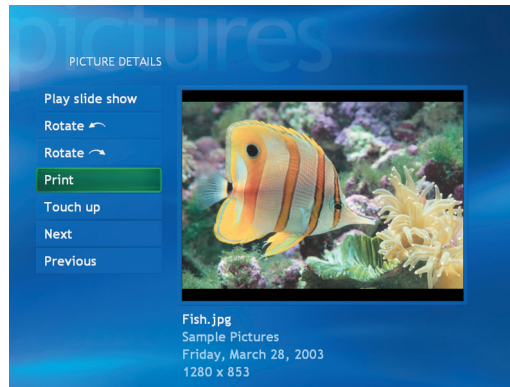 pictures
PICTURE DETAILS
Play slide show
Rotate
Rotate
Print
Touch up
Next
Previous
Fish.jpg
Sample Pictures
Friday, March 28, 2003
1280 x 853